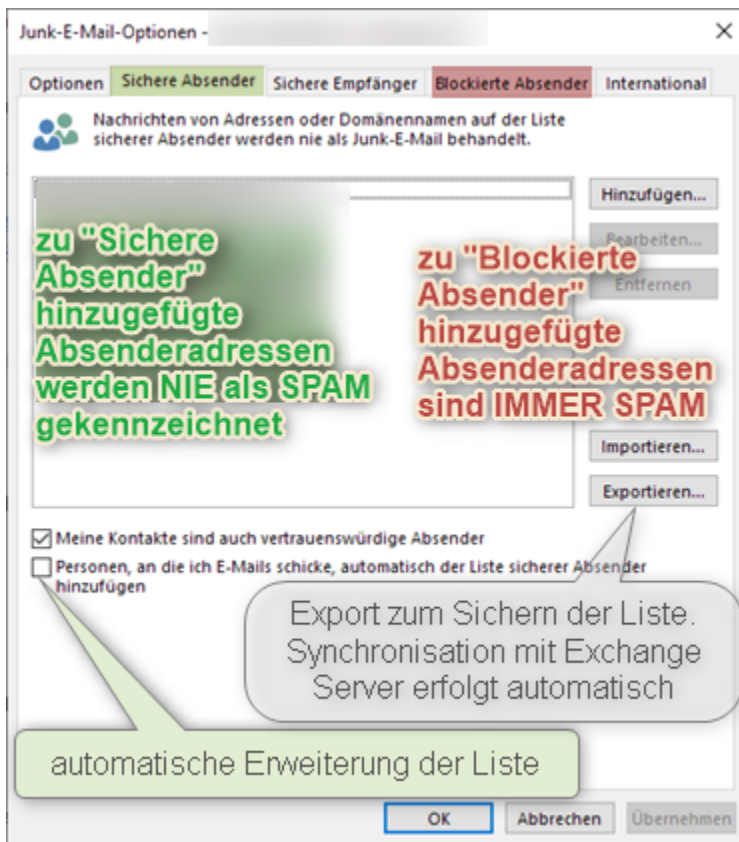 Junk-E-Mail-Optionen -
Optionen Sichere Absender Sichere Empfänger Blockierte Absender International
Nachrichten von Adressen oder Domänennamen auf der Liste
sicherer Absender werden nie als Junk-E-Mail behandelt.
Hinzufügen...
Bearbeiten...
Entfernen
zu "Sichere
Absender"
hinzugefügte
Absenderadressen
werden NIE als SPAM
gekennzeichnet
zu "Blockierte
Absender"
hinzugefügte
Absenderadressen
sind IMMER SPAM
Importieren...
Exportieren...
Meine Kontakte sind auch vertrauenswürdige Absender
Personen, an die ich E-Mails schicke, automatisch der Liste sicherer Absender
hinzufügen
Export zum Sichern der Liste.
Synchronisation mit Exchange
Server erfolgt automatisch
automatische Erweiterung der Liste
OK Abbrechen Übernehmen